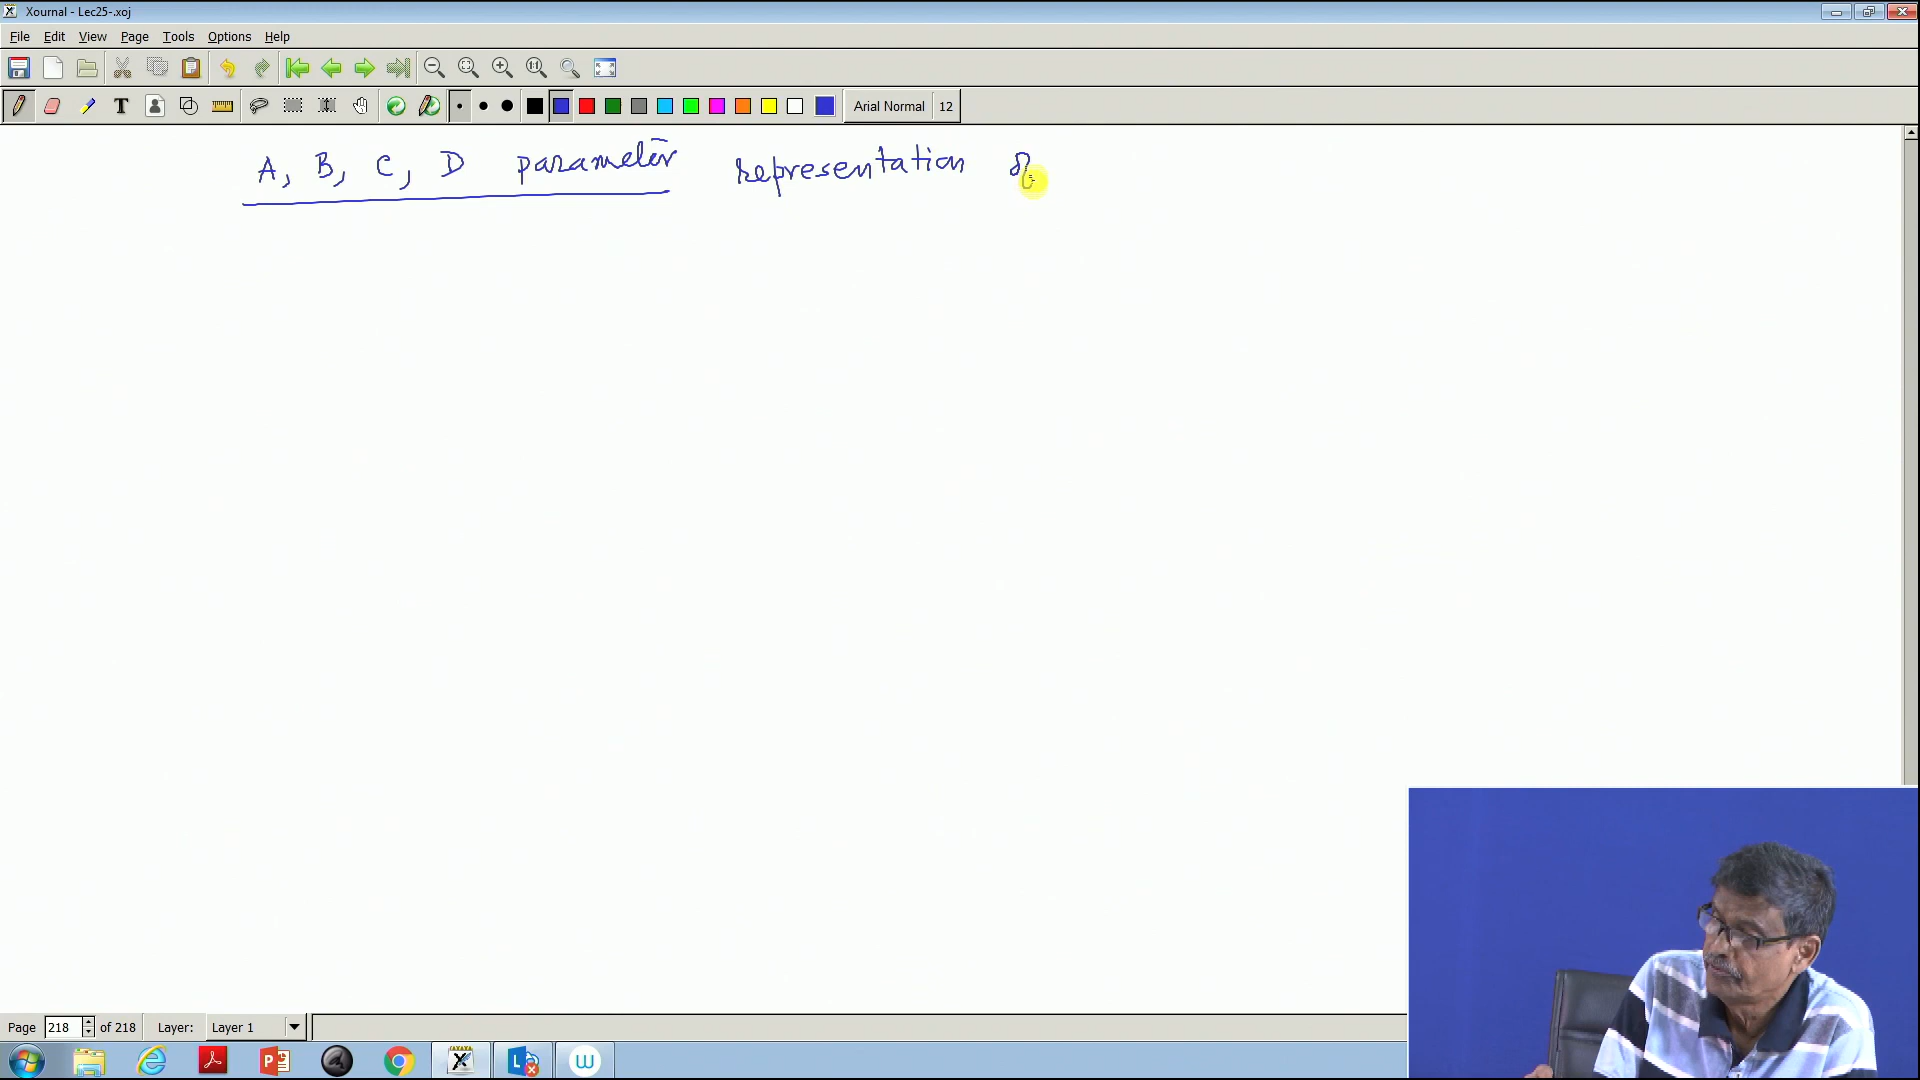 Xournal - Lec25-.xoj
File Edit View Page Tools Options Help
Arial Normal 12
A, B, C, D parameter representation
Page 218 of 218 Layer: Layer 1